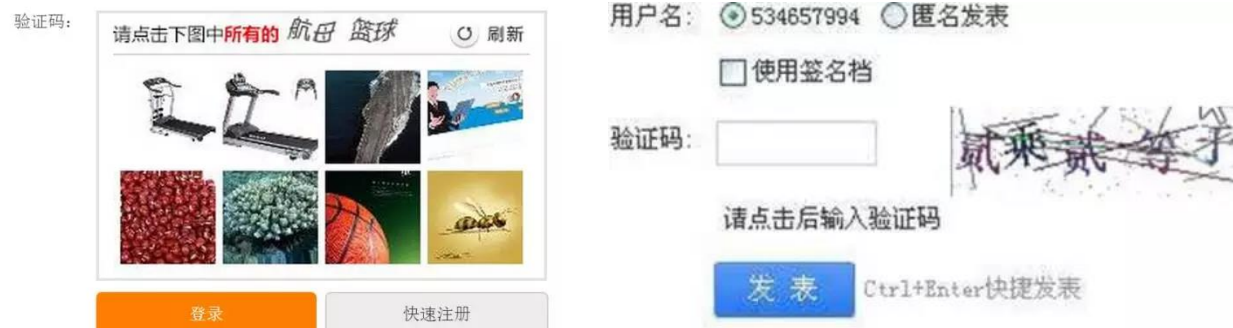 验证码:
请点击下图中所有的 航母 篮球
刷新
登录
快速注册
用户名: 534657994 匿名发表
使用签名档
验证码:
贰乘贰 等于
请点击后输入验证码
发表 Ctrl+Enter快捷发表